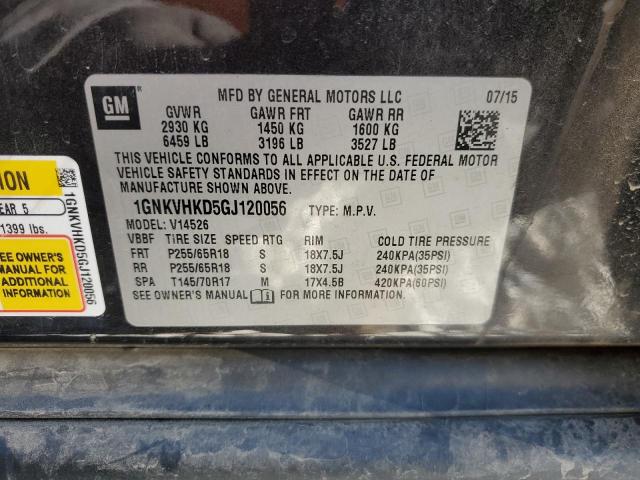 GM
MFD BY GENERAL MOTORS LLC 07/15
GVWR GAWR FRT GAWR RR
2930 KG 1450 KG 1600 KG
6459 LB 3196 LB 3527 LB
THIS VEHICLE CONFORMS TO ALL APPLICABLE U.S. FEDERAL MOTOR
VEHICLE SAFETY STANDARDS IN EFFECT ON THE DATE OF
MANUFACTURE SHOWN ABOVE.
1GNKVHKD5GJ120056 TYPE: M.P.V.
MODEL: V14526
VBBF TIRE SIZE SPEED RTG RIM COLD TIRE PRESSURE
FRT P255/65R18 S 18X7.5J 240KPA(35PSI)
RR P255/65R18 S 18X7.5J 240KPA(35PSI)
SPA T145/70R17 M 17X4.5B 420KPA(60PSI)
SEE OWNER'S MANUAL FOR MORE INFORMATION.
ION
EAR 5
1399 lbs.
SEE OWNER'S
MANUAL FOR
INFORMATION
1GNKVHKD5GJ120056